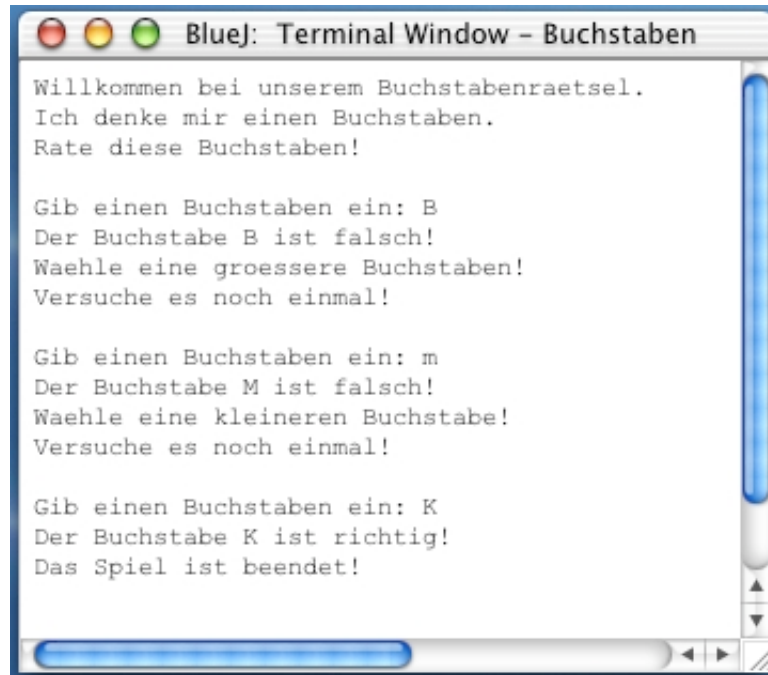 BlueJ: Terminal Window – Buchstaben
Willkommen bei unserem Buchstabenraetsel.
Ich denke mir einen Buchstaben.
Rate diese Buchstaben!
Gib einen Buchstaben ein: B
Der Buchstabe B ist falsch!
Waehle eine groessere Buchstaben!
Versuche es noch einmal!
Gib einen Buchstaben ein: m
Der Buchstabe M ist falsch!
Waehle eine kleineren Buchstabe!
Versuche es noch einmal!
Gib einen Buchstaben ein: K
Der Buchstabe K ist richtig!
Das Spiel ist beendet!